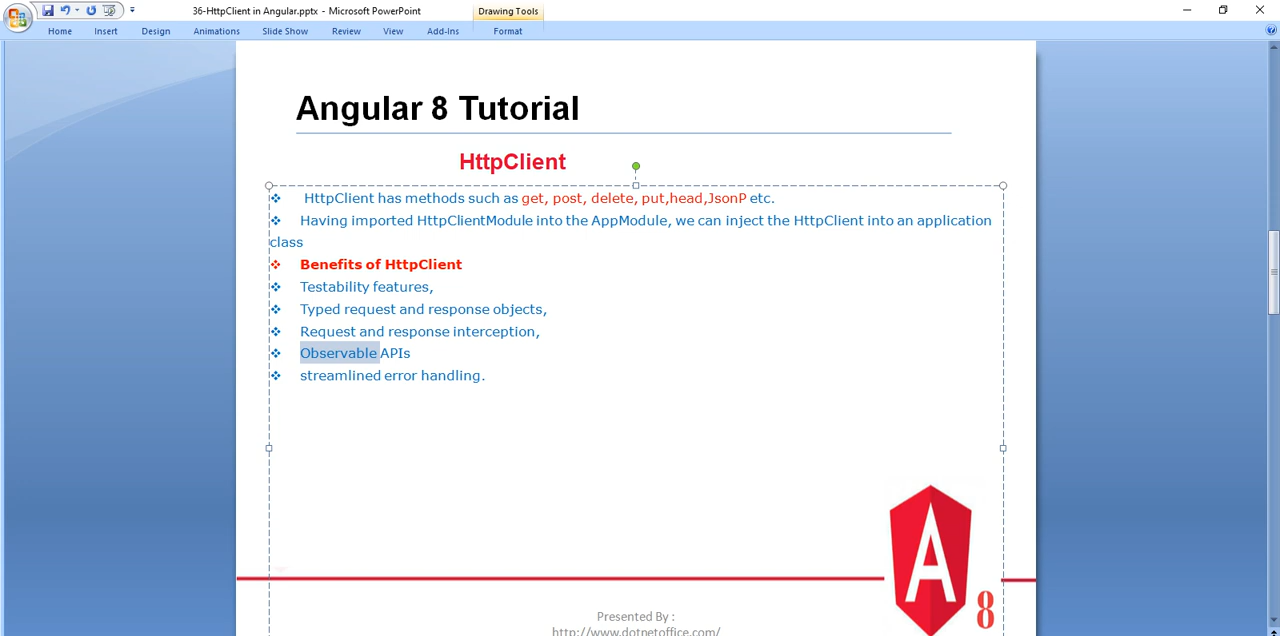 36-HttpClient in Angular.pptx - Microsoft PowerPoint
Drawing Tools
Home Insert Design Animations Slide Show Review View Add-Ins Format
Angular 8 Tutorial
HttpClient
HttpClient has methods such as get, post, delete, put,head,JsonP etc.
Having imported HttpClientModule into the AppModule, we can inject the HttpClient into an application
class
Benefits of HttpClient
Testability features,
Typed request and response objects,
Request and response interception,
Observable APIs
streamlined error handling.
A
8
Presented By :
http://www.dotnetoffice.com/